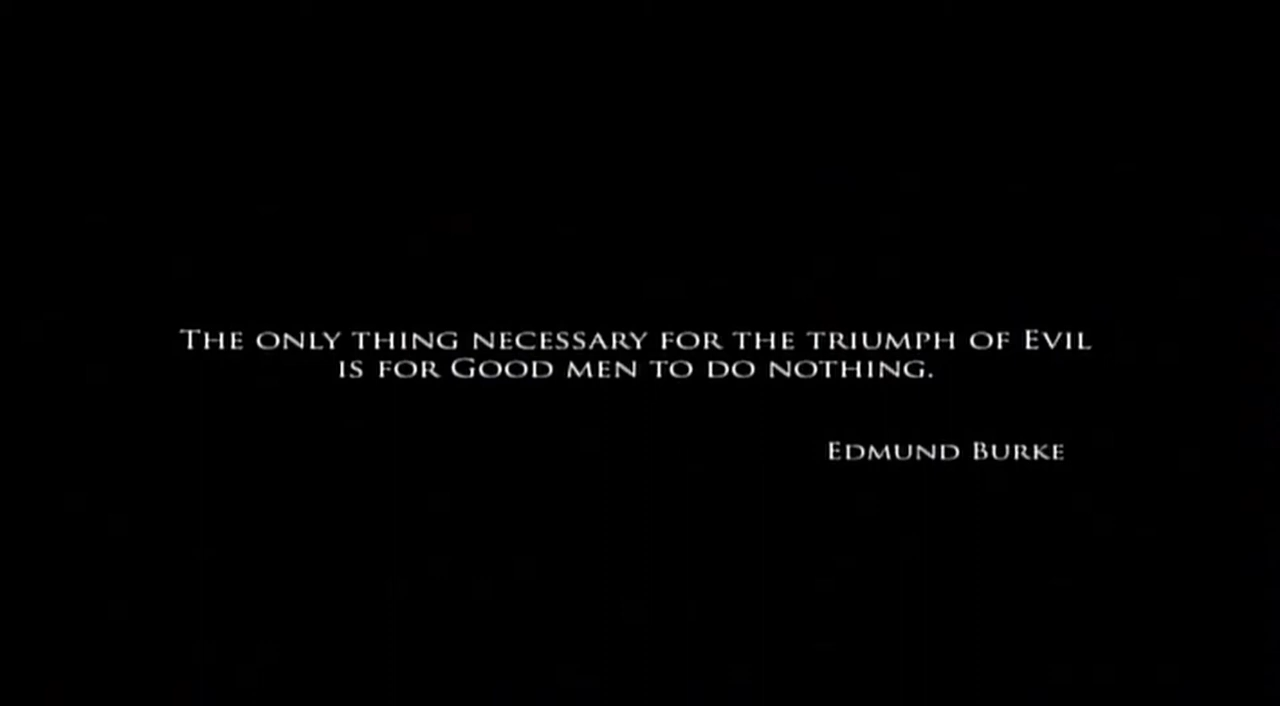 The only thing necessary for the triumph of Evil
is for Good men to do nothing.
Edmund Burke